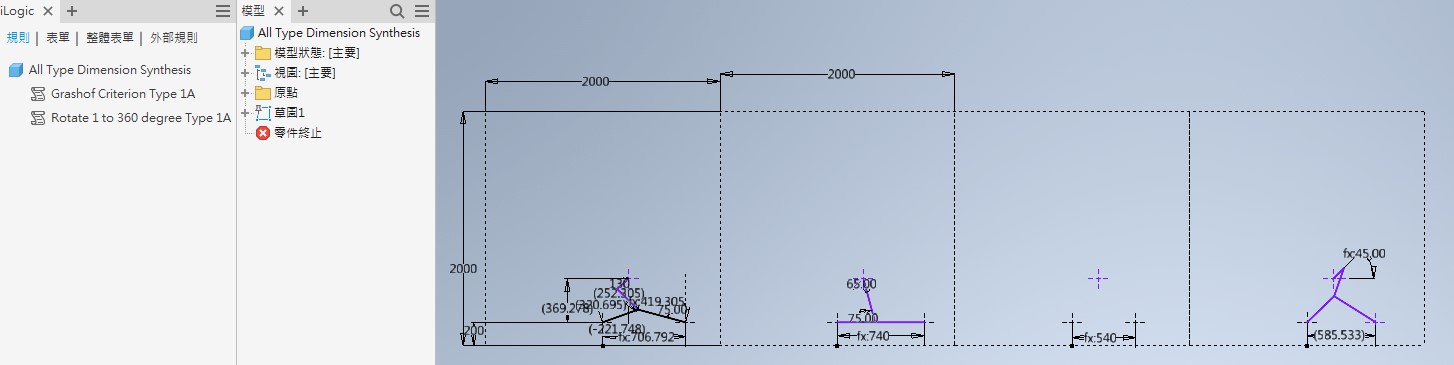 iLogic
規則 | 表單 | 整體表單 | 外部規則
All Type Dimension Synthesis
Grashof Criterion Type 1A
Rotate 1 to 360 degree Type 1A
模型
All Type Dimension Synthesis
模型狀態: [主要]
視圖: [主要]
原點
草圖1
零件終止
2000
2000
2000
200
130
(252.305)
(369.278)
fx:419.305
75.00
(-221.748)
fx:706.792
65.00
75.00
fx:740
fx:540
fx:45.00
(585.533)